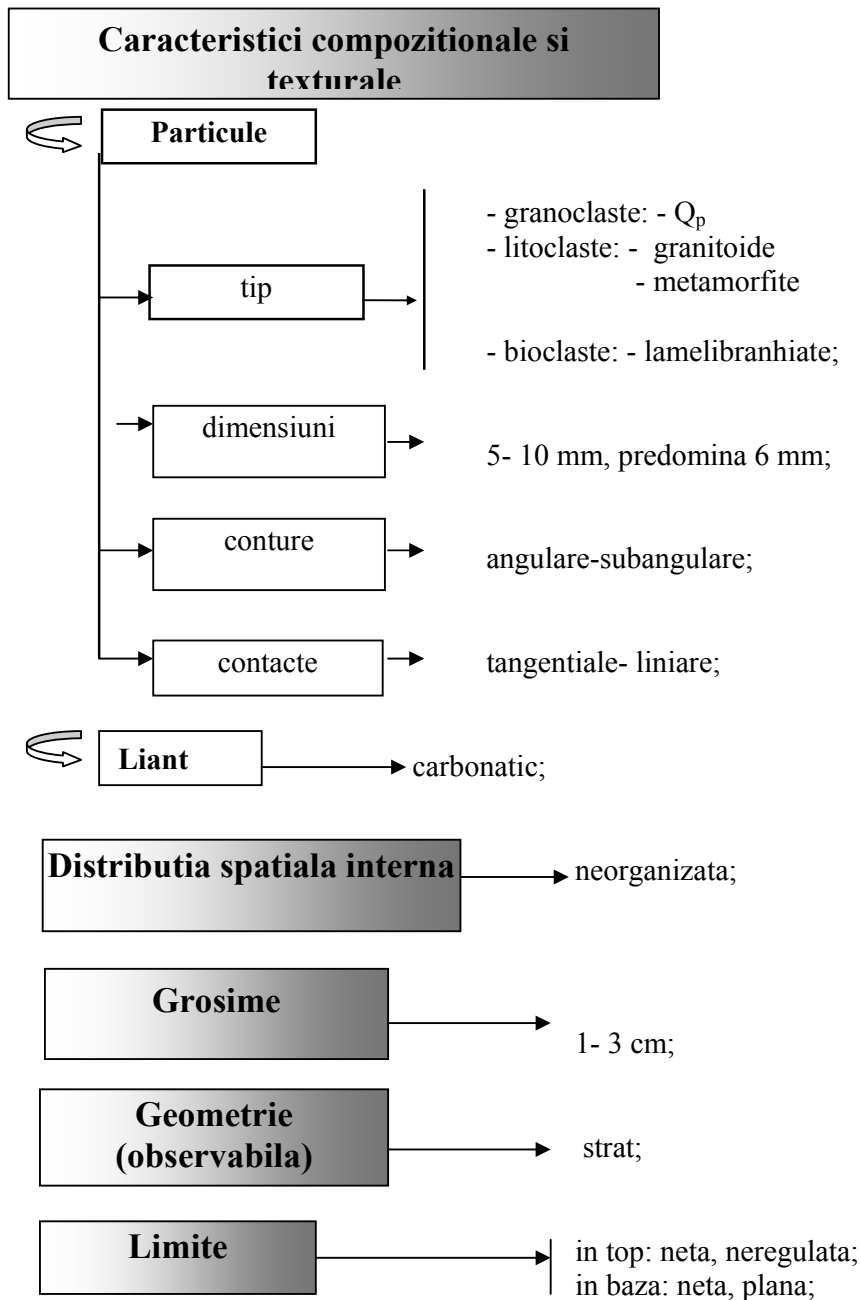 Caracteristici compozitionale si
texturale
Particule
tip
- granoclaste: - Qp
- litoclaste: - granitoide
- metamorfite
- bioclaste: - lamelibranhiate;
dimensiuni
5- 10 mm, predomina 6 mm;
conture
angulare-subangulare;
contacte
tangentiale- liniare;
Liant
carbonatic;
Distributia spatiala interna
neorganizata;
Grosime
1- 3 cm;
Geometrie
(observabila)
strat;
Limite
in top: neta, neregulata;
in baza: neta, plana;